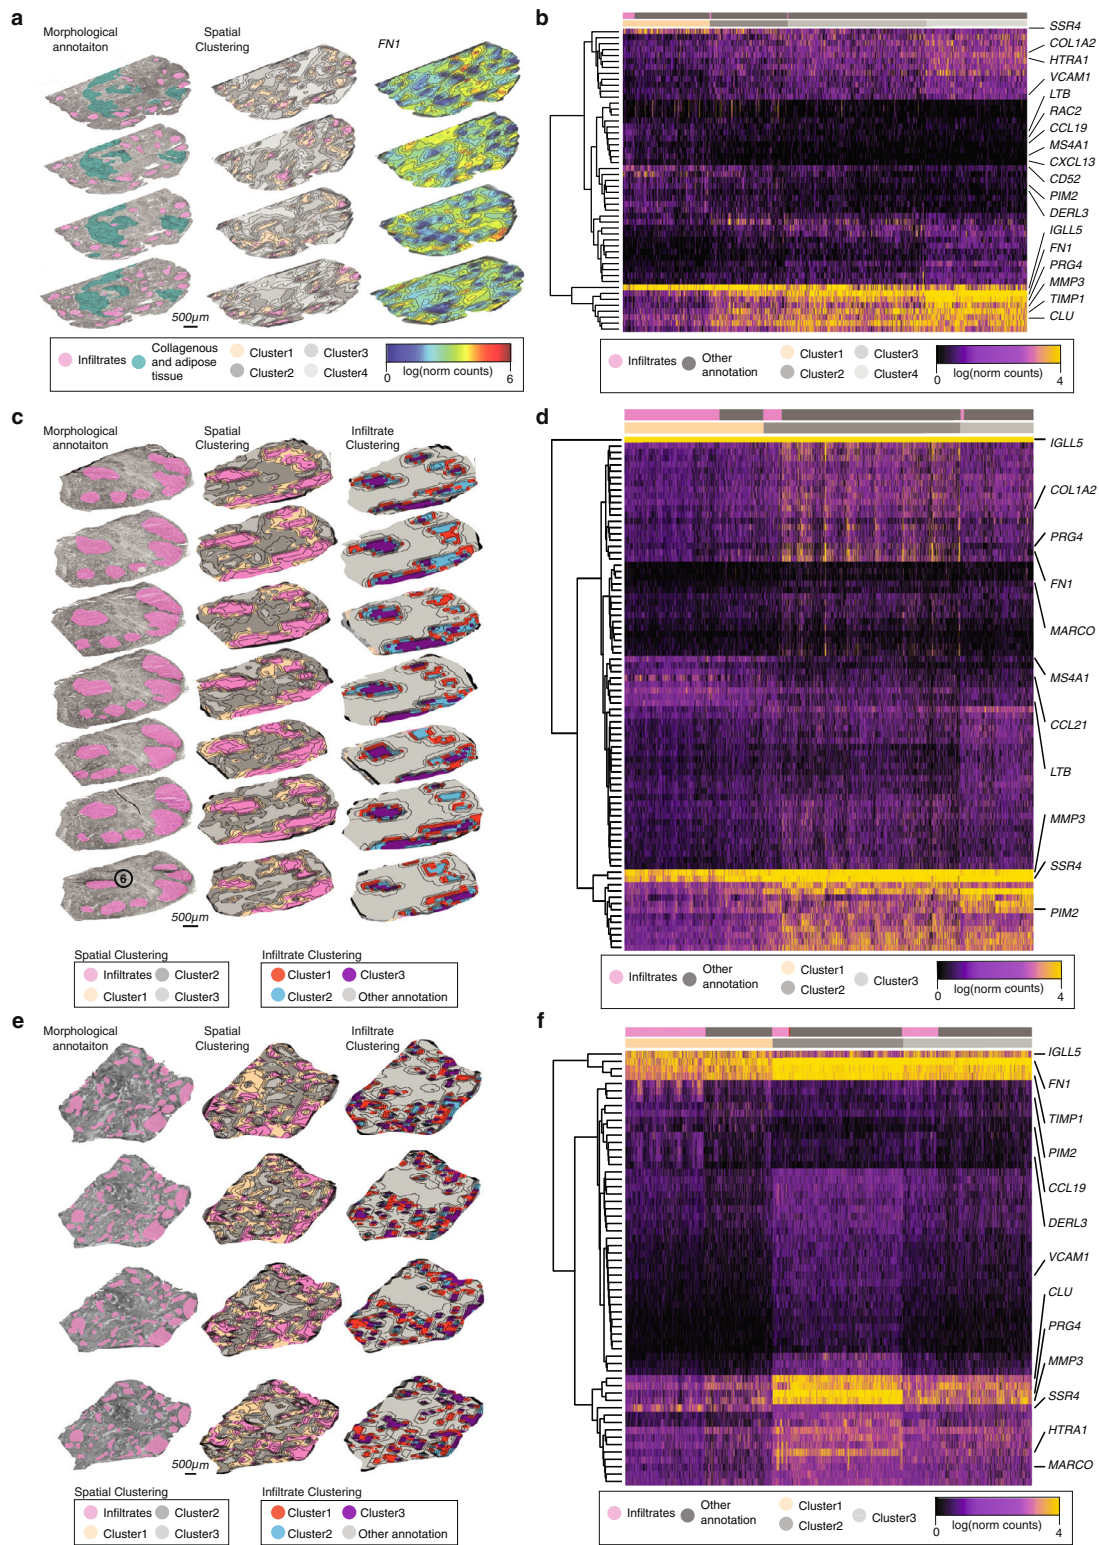 a
Morphological
annotaiton
Spatial
Clustering
FN1
500µm
Infiltrates
Collagenous
and adipose
tissue
Cluster1
Cluster2
Cluster3
Cluster4
0
log(norm counts)
6
b
SSR4
COL1A2
HTRA1
VCAM1
LTB
RAC2
CCL19
MS4A1
CXCL13
CD52
PIM2
DERL3
IGLL5
FN1
PRG4
MMP3
TIMP1
CLU
Infiltrates
Other
annotation
Cluster1
Cluster2
Cluster3
Cluster4
0
log(norm counts)
4
c
Morphological
annotaiton
Spatial
Clustering
Infiltrate
Clustering
6
500µm
Spatial Clustering
Infiltrates
Cluster1
Cluster2
Cluster3
Infiltrate Clustering
Cluster1
Cluster2
Cluster3
Other annotation
d
IGLL5
COL1A2
PRG4
FN1
MARCO
MS4A1
CCL21
LTB
MMP3
SSR4
PIM2
Infiltrates
Other
annotation
Cluster1
Cluster2
Cluster3
0
log(norm counts)
4
e
Morphological
annotaiton
Spatial
Clustering
Infiltrate
Clustering
500µm
Spatial Clustering
Infiltrates
Cluster1
Cluster2
Cluster3
Infiltrate Clustering
Cluster1
Cluster2
Cluster3
Other annotation
f
IGLL5
FN1
TIMP1
PIM2
CCL19
DERL3
VCAM1
CLU
PRG4
MMP3
SSR4
HTRA1
MARCO
Infiltrates
Other
annotation
Cluster1
Cluster2
Cluster3
0
log(norm counts)
4